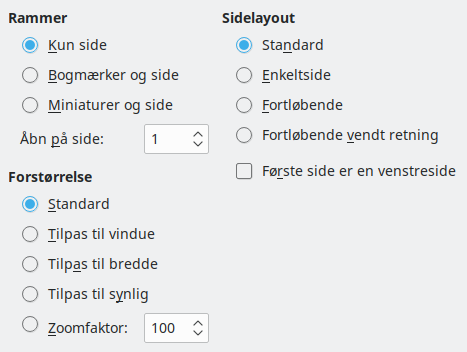 Rammer
Kun side
Bogmærker og side
Miniaturer og side
Åbn på side: 1
Forstørrelse
Standard
Tilpas til vindue
Tilpas til bredde
Tilpas til synlig
Zoomfaktor: 100
Sidelayout
Standard
Enkeltside
Fortløbende
Fortløbende vendt retning
Første side er en venstreside